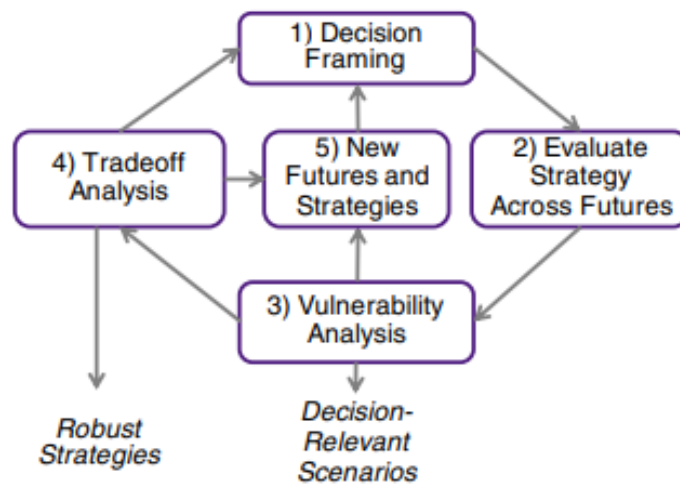 1) Decision
Framing
4) Tradeoff
Analysis
5) New
Futures and
Strategies
2) Evaluate
Strategy
Across Futures
3) Vulnerability
Analysis
Robust
Strategies
Decision-
Relevant
Scenarios